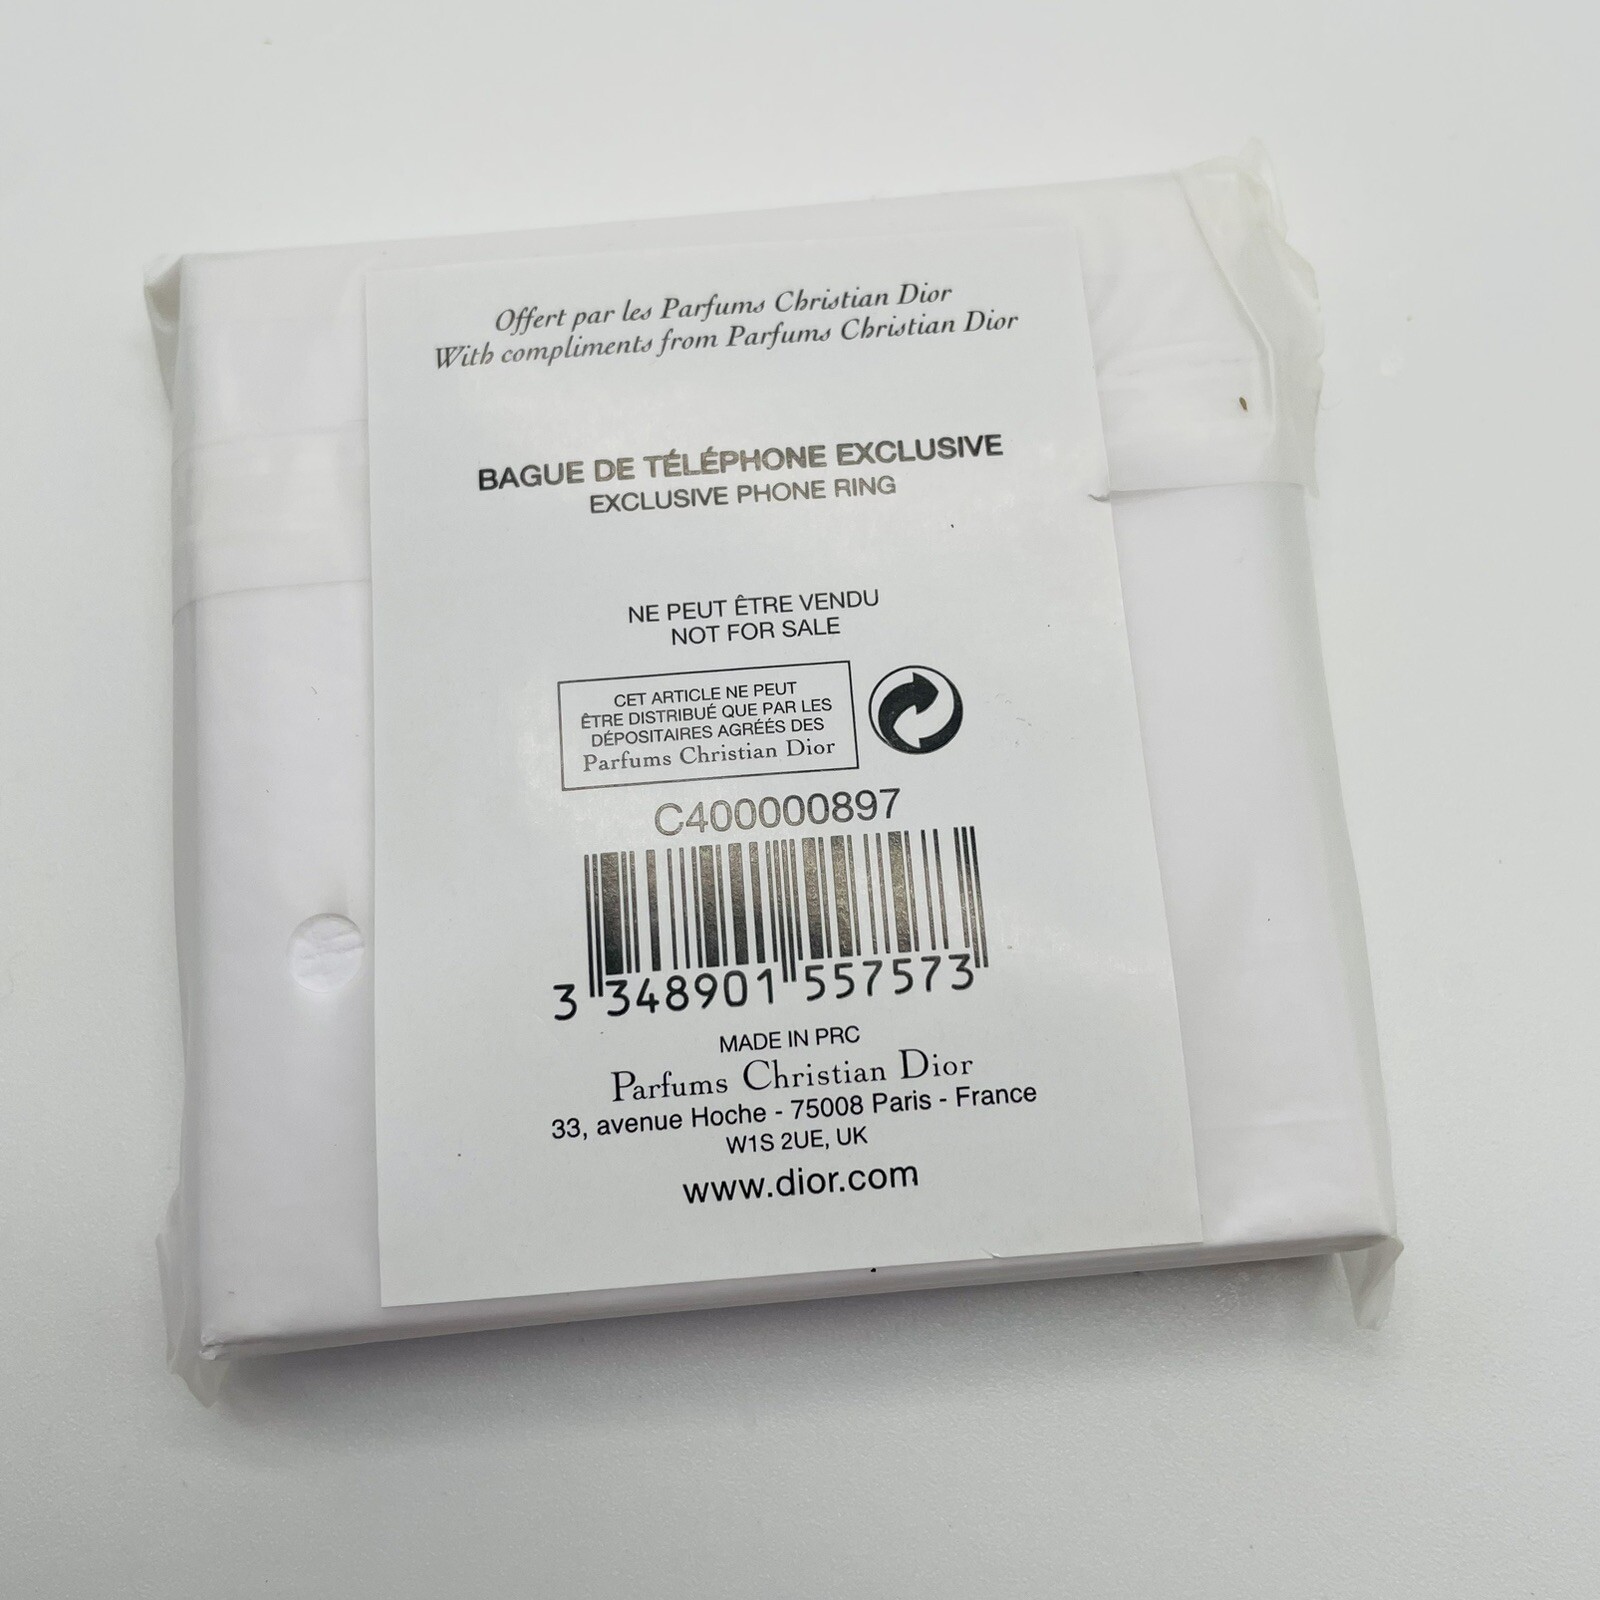 Offert par les Parfums Christian Dior
With compliments from Parfums Christian Dior
BAGUE DE TÉLÉPHONE EXCLUSIVE
EXCLUSIVE PHONE RING
NE PEUT ÊTRE VENDU
NOT FOR SALE
CET ARTICLE NE PEUT
ÊTRE DISTRIBUÉ QUE PAR LES
DÉPOSITAIRES AGRÉÉS DES
Parfums Christian Dior
C400000897
3 348901 557573
MADE IN PRC
Parfums Christian Dior
33, avenue Hoche - 75008 Paris - France
W1S 2UE, UK
www.dior.com